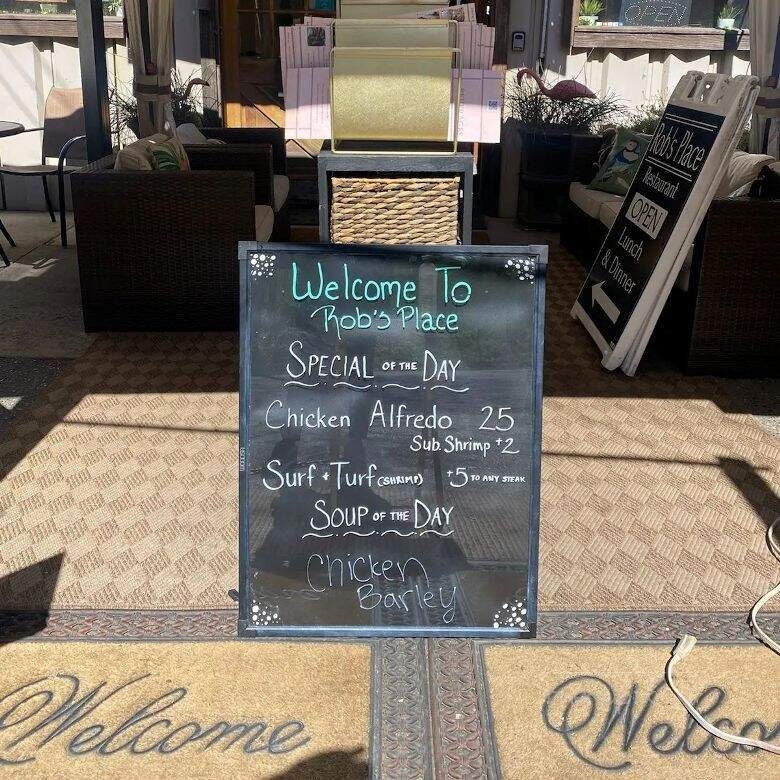 OPEN
Rob's Place
Restaurant
OPEN
Lunch
& Dinner
Welcome To
Rob's Place
SPECIAL OF THE DAY
Chicken Alfredo 25
Sub. Shrimp +2
Surf + Turf (SHRIMP) +5 TO ANY STEAK
SOUP OF THE DAY
Chicken
Barley
Welcome
Welco